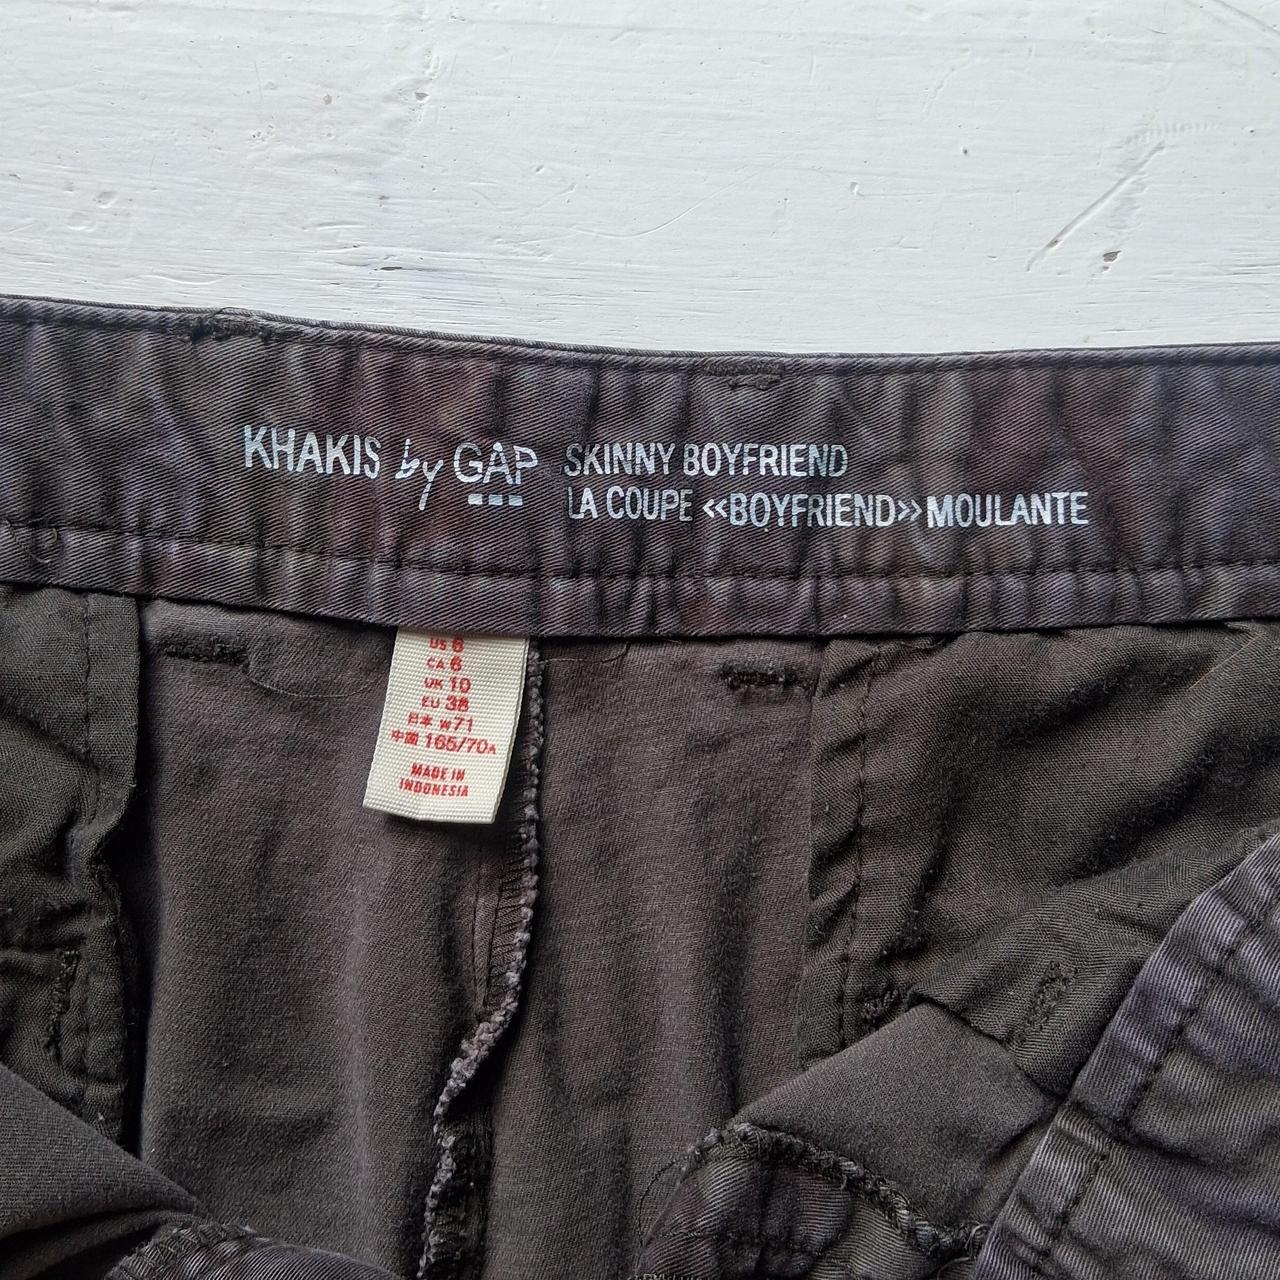 KHAKIS by GAP
SKINNY BOYFRIEND
LA COUPE «BOYFRIEND» MOULANTE
US 6
CA 6
UK 10
EU 38
日本 W71
中国 165/70A
MADE IN
INDONESIA